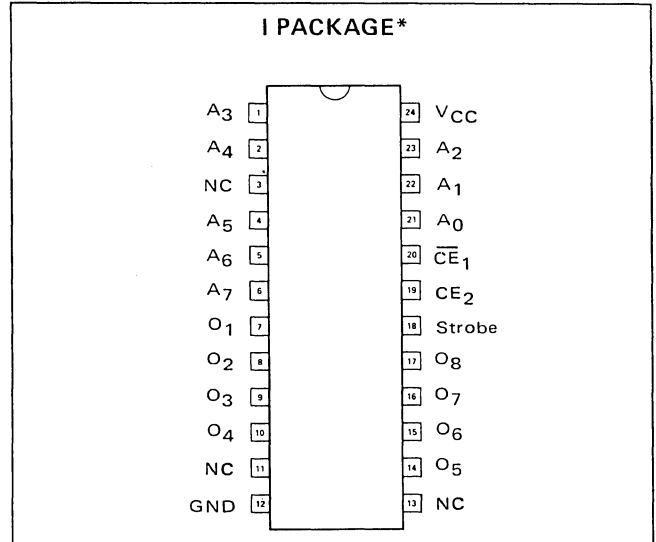 I PACKAGE*
A3 1 24 VCC
A4 2 23 A2
NC 3 22 A1
A5 4 21 A0
A6 5 20 C̅E̅1
A7 6 19 CE2
O1 7 18 Strobe
O2 8 17 O8
O3 9 16 O7
O4 10 15 O6
NC 11 14 O5
GND 12 13 NC